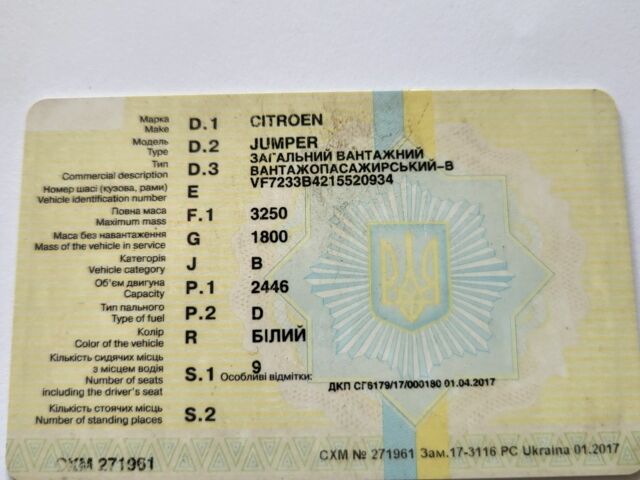 Марка
Make D.1 CITROEN
Модель
Type D.2 JUMPER
Тип ЗАГАЛЬНИЙ ВАНТАЖНИЙ
Commercial description D.3 ВАНТАЖОПАСАЖИРСЬКИЙ-В
Номер шасі (кузова, рами) VF7233B4215520934
Vehicle identification number E
Повна маса
Maximum mass F.1 3250
Маса без навантаження
Mass of the vehicle in service G 1800
Категорія
Vehicle category J B
Об'єм двигуна
Capacity P.1 2446
Тип пального
Type of fuel P.2 D
Колір
Color of the vehicle R БІЛИЙ
Кількість сидячих місць
з місцем водія 9
Number of seats S.1 Особливі відмітки:
including the driver's seat ДКП 6179/17/000180 01.04.2017
Кількість стоячих місць
Number of standing places S.2
СХМ 271961
СХМ № 271961 Зам.17-3116 РС Ukraina 01.2017